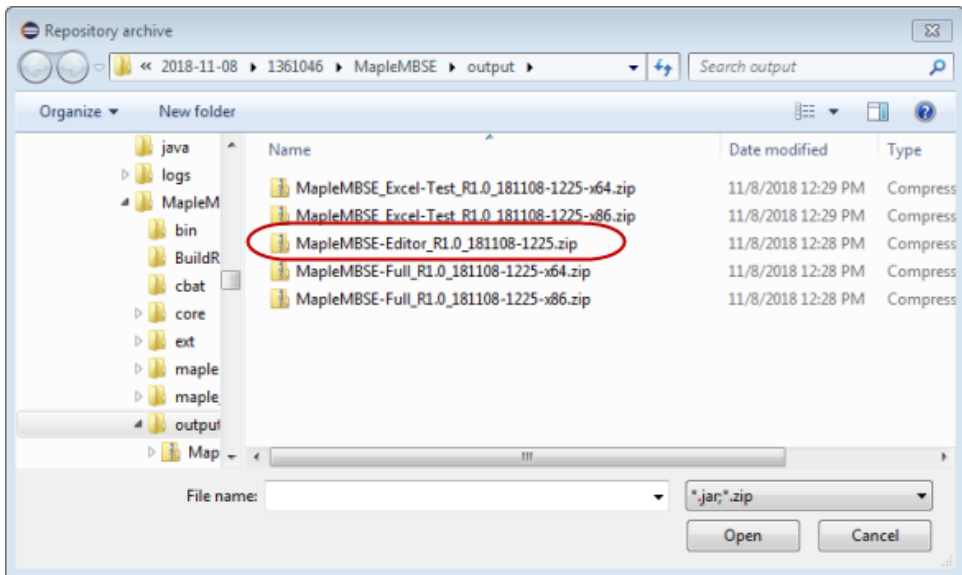 Repository archive
« 2018-11-08 ▸ 1361046 ▸ MapleMBSE ▸ output ▸
Search output
Organize
New folder
java
logs
MapleM
bin
BuildR
cbat
core
ext
maple
maple_
output
Map
Name Date modified Type
MapleMBSE_Excel-Test_R1.0_181108-1225-x64.zip 11/8/2018 12:29 PM Compress
MapleMBSE_Excel-Test_R1.0_181108-1225-x86.zip 11/8/2018 12:29 PM Compress
MapleMBSE-Editor_R1.0_181108-1225.zip 11/8/2018 12:28 PM Compress
MapleMBSE-Full_R1.0_181108-1225-x64.zip 11/8/2018 12:28 PM Compress
MapleMBSE-Full_R1.0_181108-1225-x86.zip 11/8/2018 12:28 PM Compress
File name:
*.jar;*.zip
Open Cancel